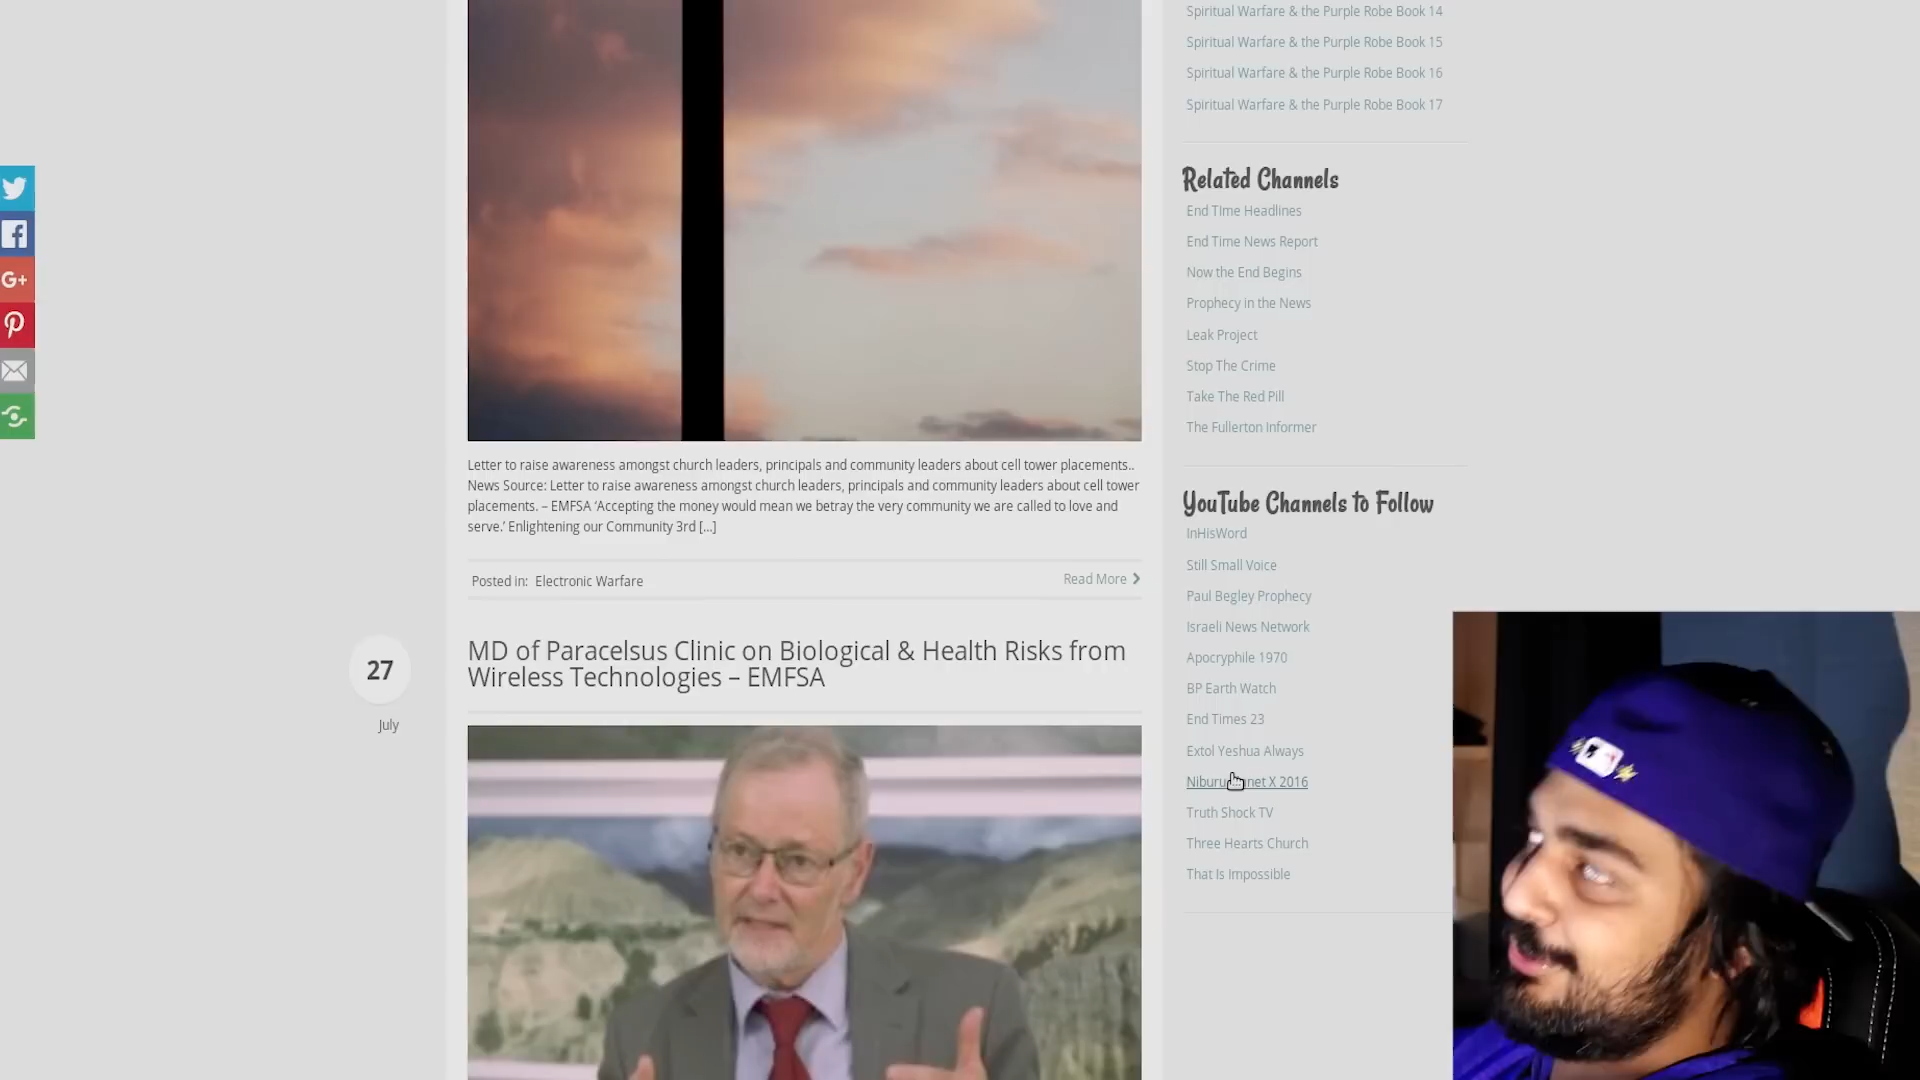 Spiritual Warfare & the Purple Robe Book 14
Spiritual Warfare & the Purple Robe Book 15
Spiritual Warfare & the Purple Robe Book 16
Spiritual Warfare & the Purple Robe Book 17
Related Channels
End TIme Headlines
End Time News Report
Now the End Begins
Prophecy in the News
Leak Project
Stop The Crime
Take The Red Pill
The Fullerton Informer
Letter to raise awareness amongst church leaders, principals and community leaders about cell tower placements..
News Source: Letter to raise awareness amongst church leaders, principals and community leaders about cell tower
placements. – EMFSA ‘Accepting the money would mean we betray the very community we are called to love and
serve.’ Enlightening our Community 3rd [...]
Posted in: Electronic Warfare
Read More
YouTube Channels to Follow
InHisWord
Still Small Voice
Paul Begley Prophecy
Israeli News Network
Apocryphile 1970
BP Earth Watch
End Times 23
Extol Yeshua Always
X 2016
Truth Shock TV
Three Hearts Church
That Is Impossible
27
July
MD of Paracelsus Clinic on Biological & Health Risks from
Wireless Technologies – EMFSA
G+